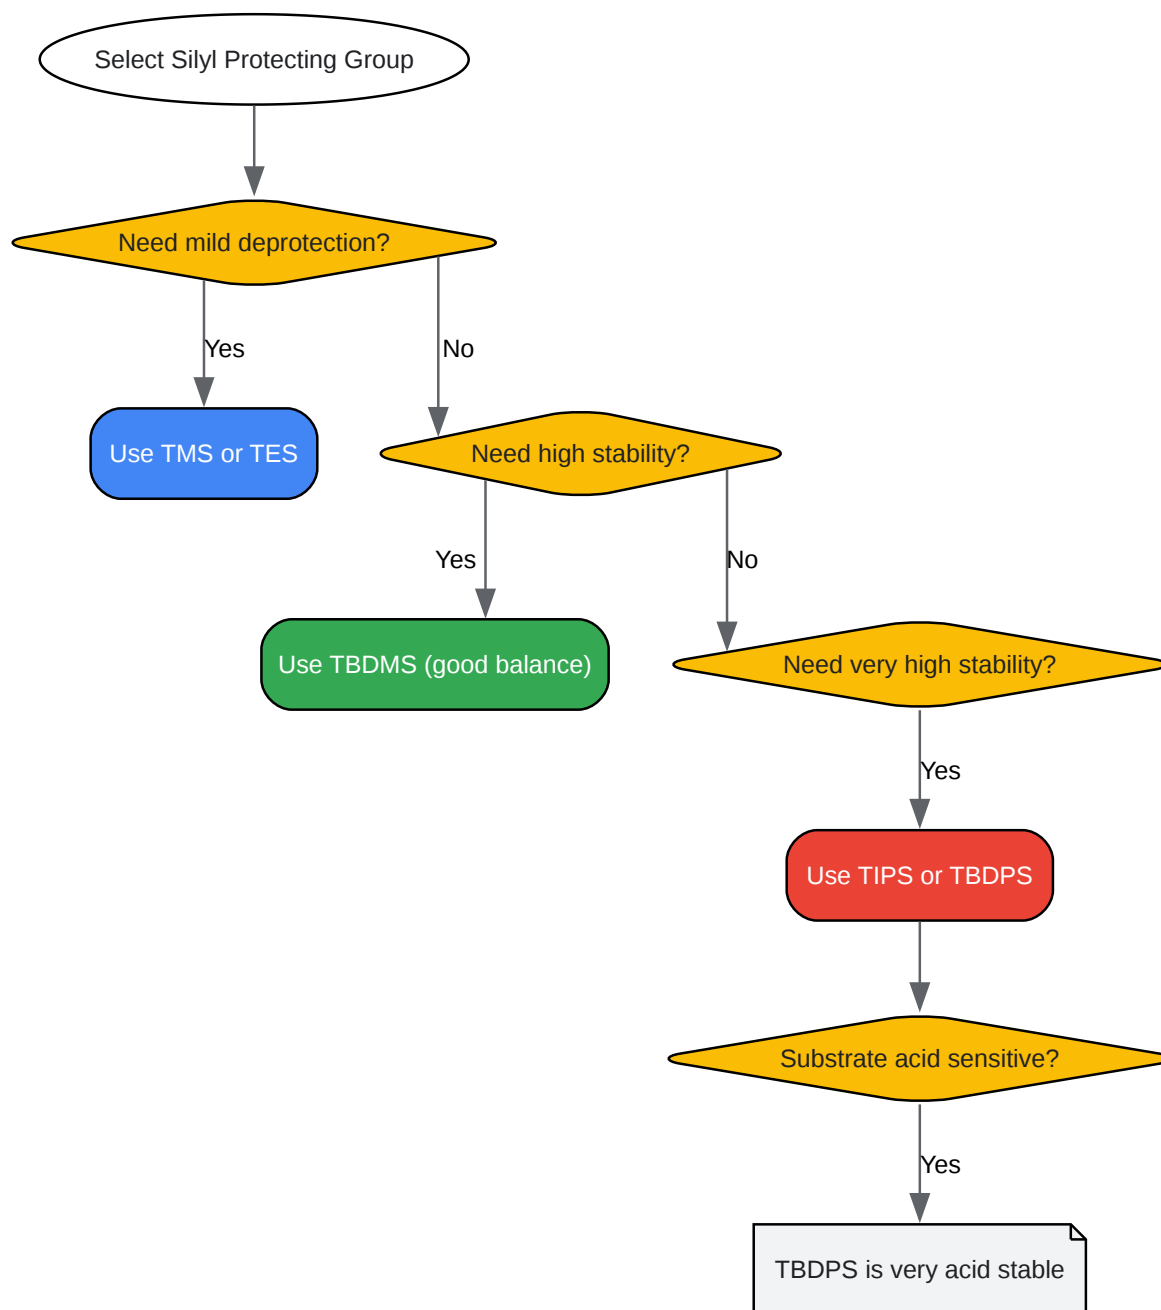 Select Silyl Protecting Group
Need mild deprotection?
Yes
No
Use TMS or TES
Need high stability?
Yes
No
Use TBDMS (good balance)
Need very high stability?
Yes
Use TIPS or TBDPS
Substrate acid sensitive?
Yes
TBDPS is very acid stable